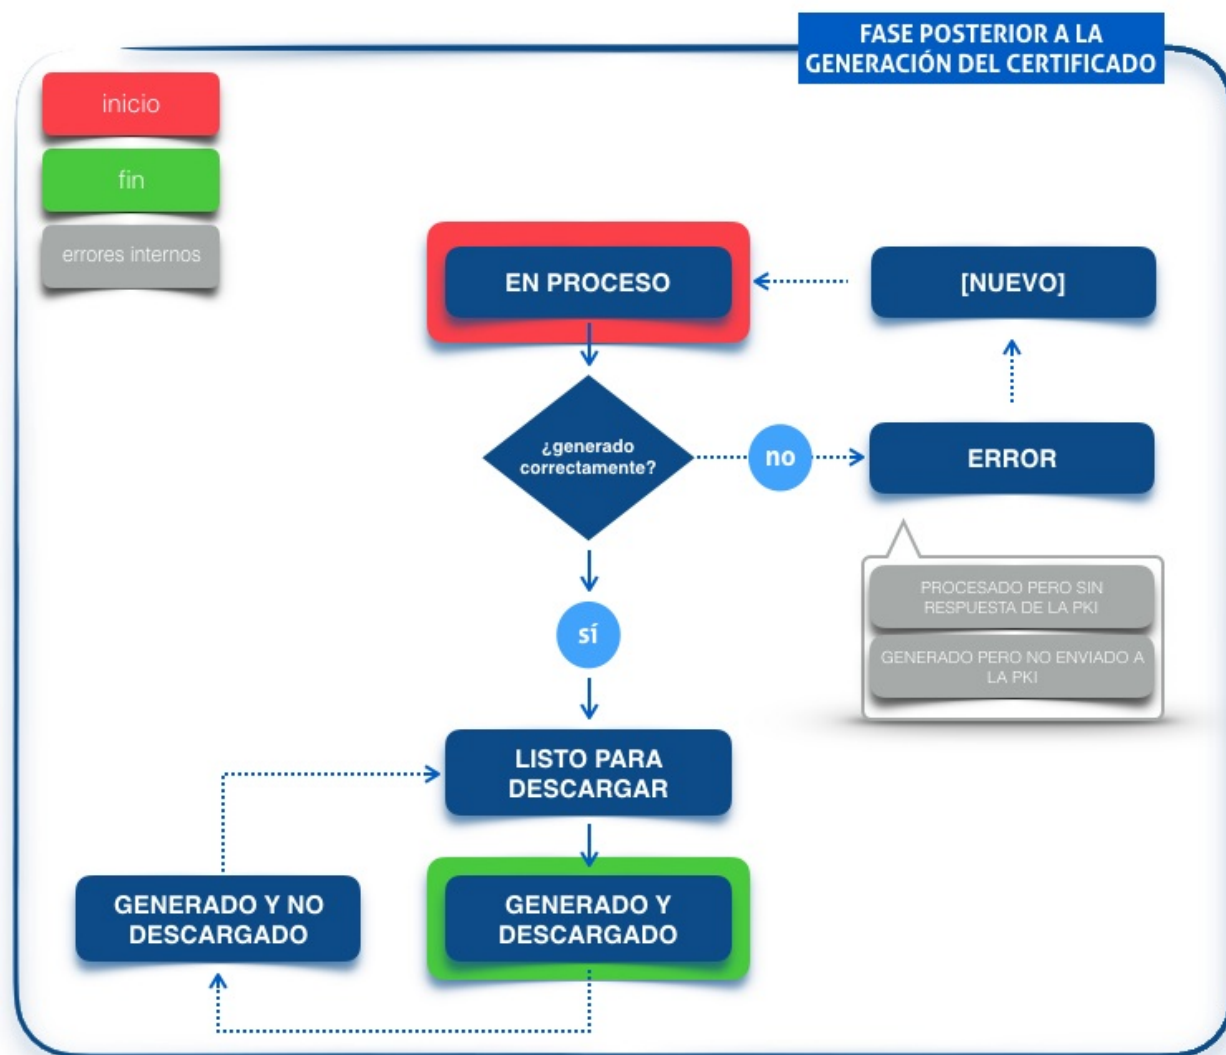 FASE POSTERIOR A LA
GENERACIÓN DEL CERTIFICADO
inicio
fin
errores internos
EN PROCESO
[NUEVO]
¿generado
correctamente?
no
ERROR
PROCESADO PERO SIN
RESPUESTA DE LA PKI
GENERADO PERO NO ENVIADO A
LA PKI
sí
LISTO PARA
DESCARGAR
GENERADO Y NO
DESCARGADO
GENERADO Y
DESCARGADO